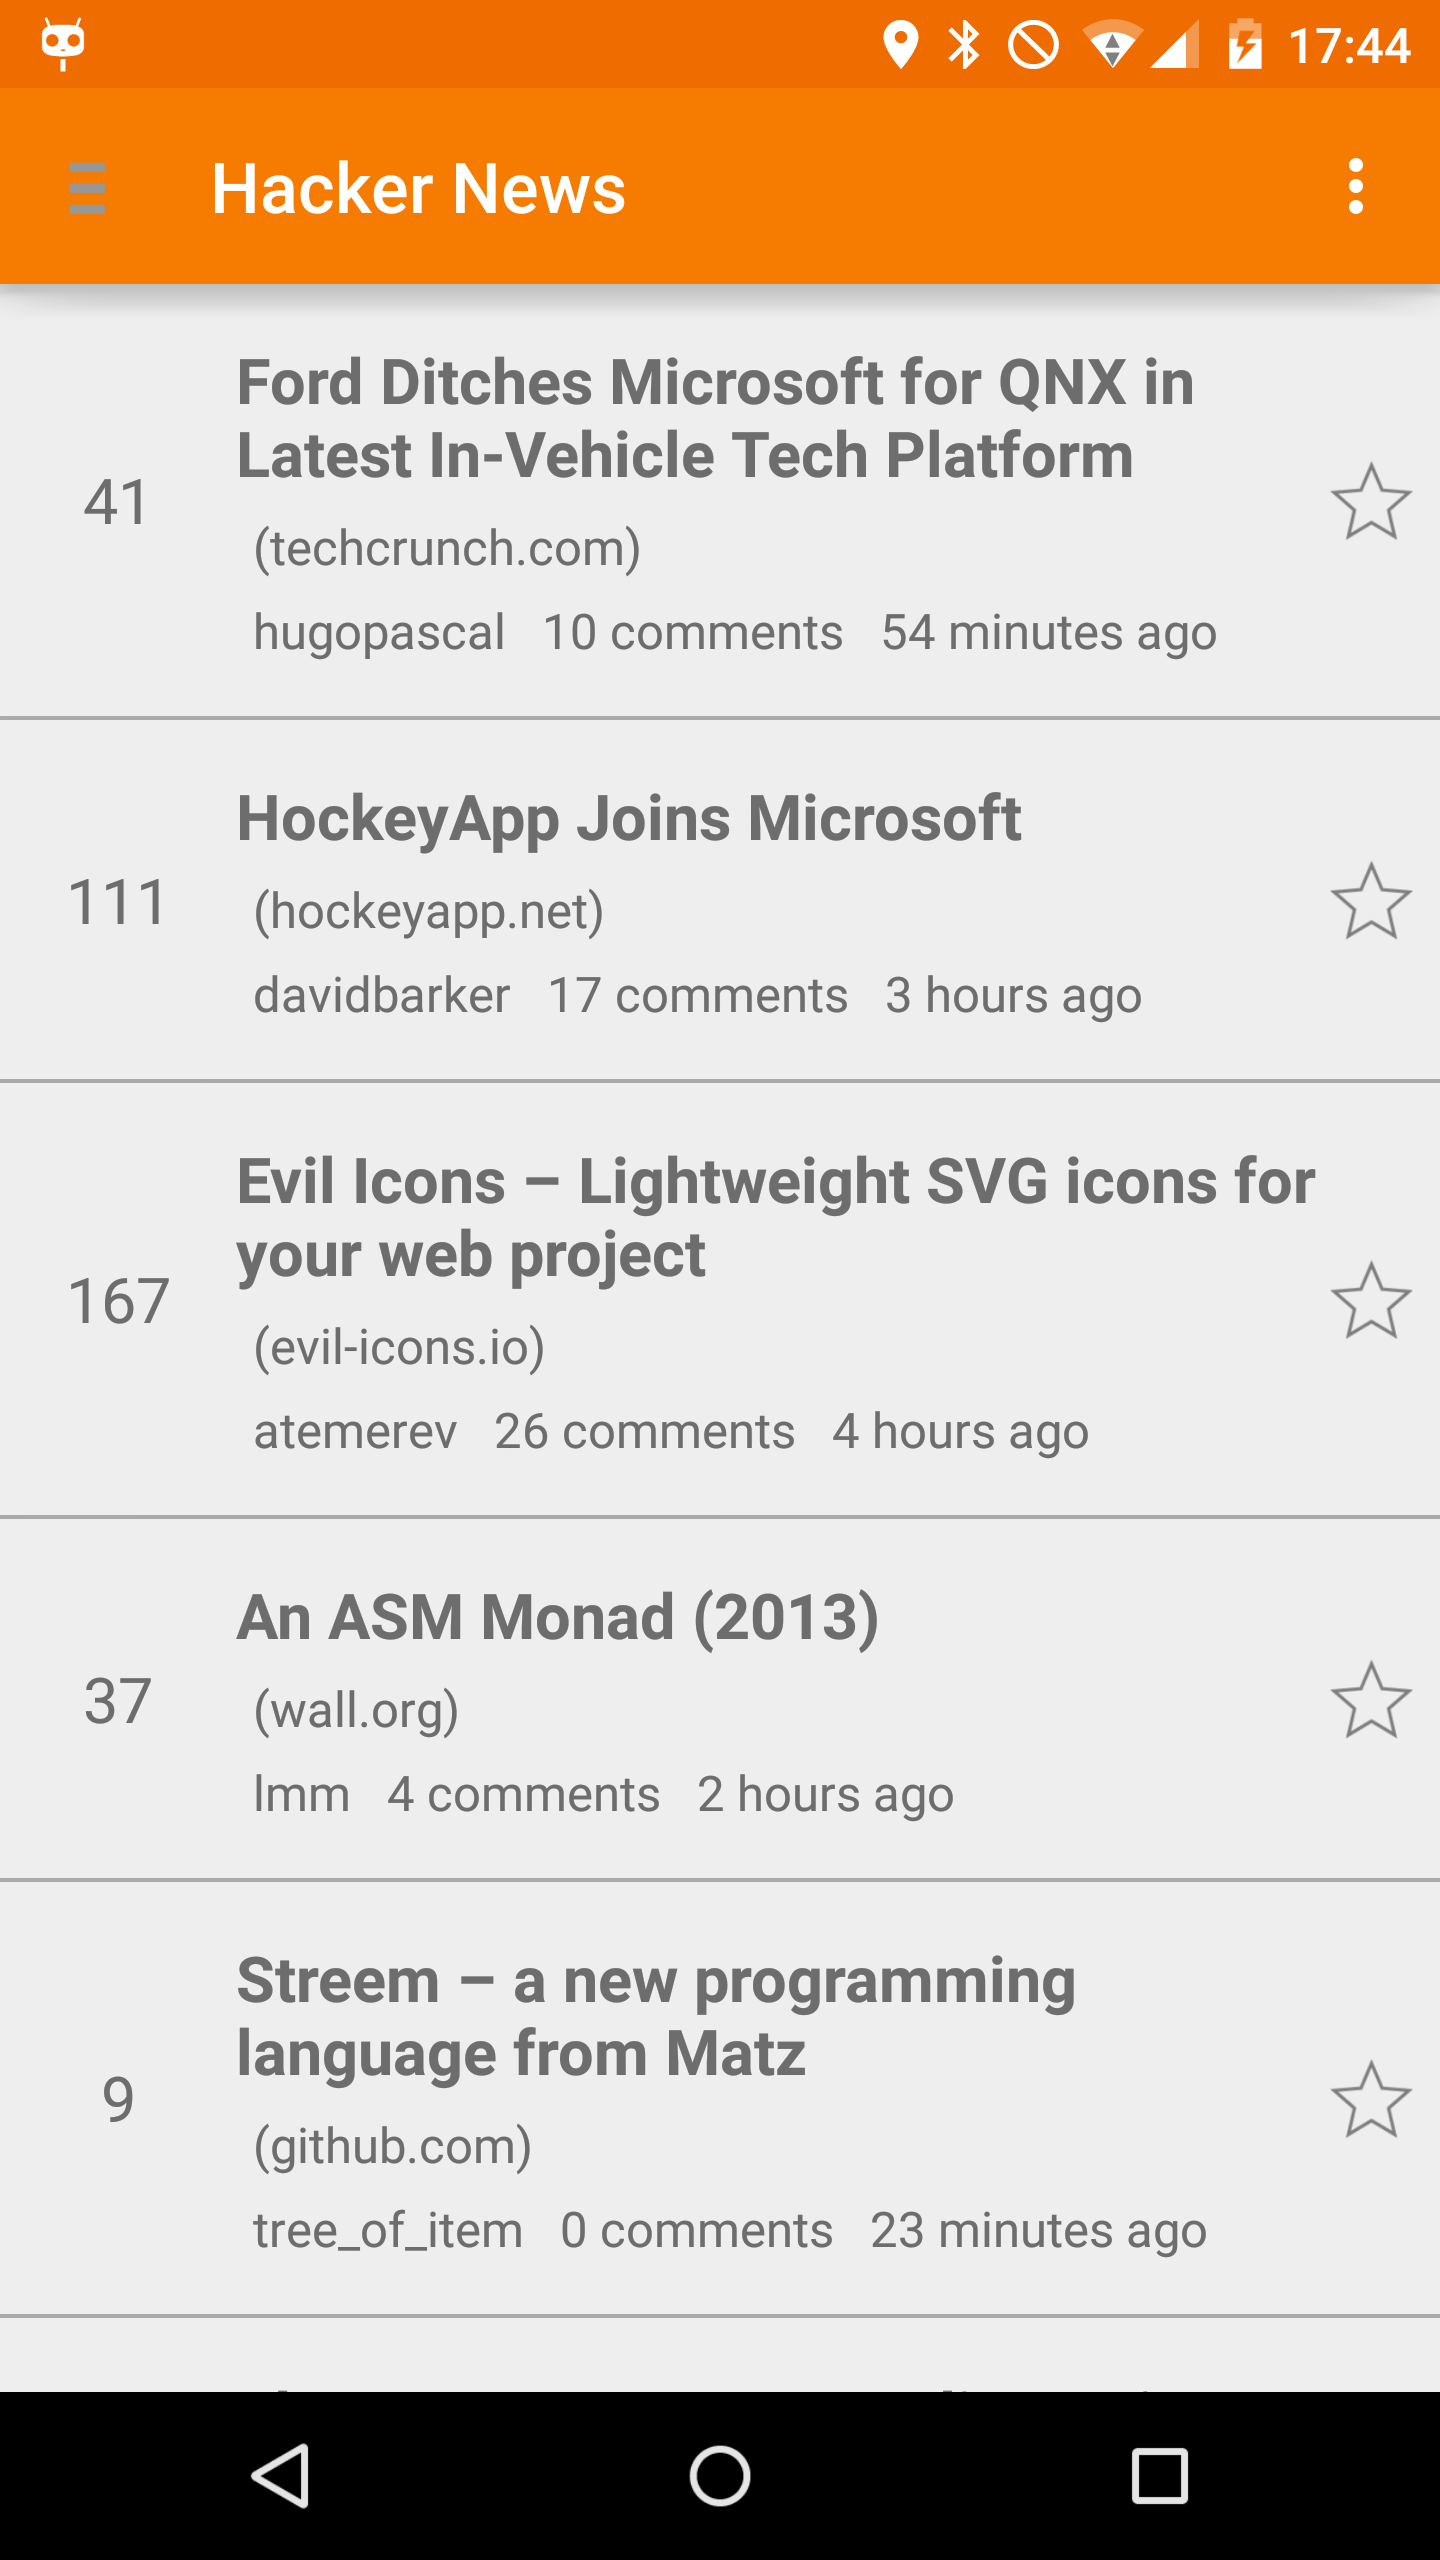 17:44
Hacker News
Ford Ditches Microsoft for QNX in
Latest In-Vehicle Tech Platform
41
(techcrunch.com)
hugopascal 10 comments 54 minutes ago
HockeyApp Joins Microsoft
111
(hockeyapp.net)
davidbarker 17 comments 3 hours ago
Evil Icons – Lightweight SVG icons for
your web project
167
(evil-icons.io)
atemerev 26 comments 4 hours ago
An ASM Monad (2013)
37
(wall.org)
lmm 4 comments 2 hours ago
Streem – a new programming
language from Matz
9
(github.com)
tree_of_item 0 comments 23 minutes ago